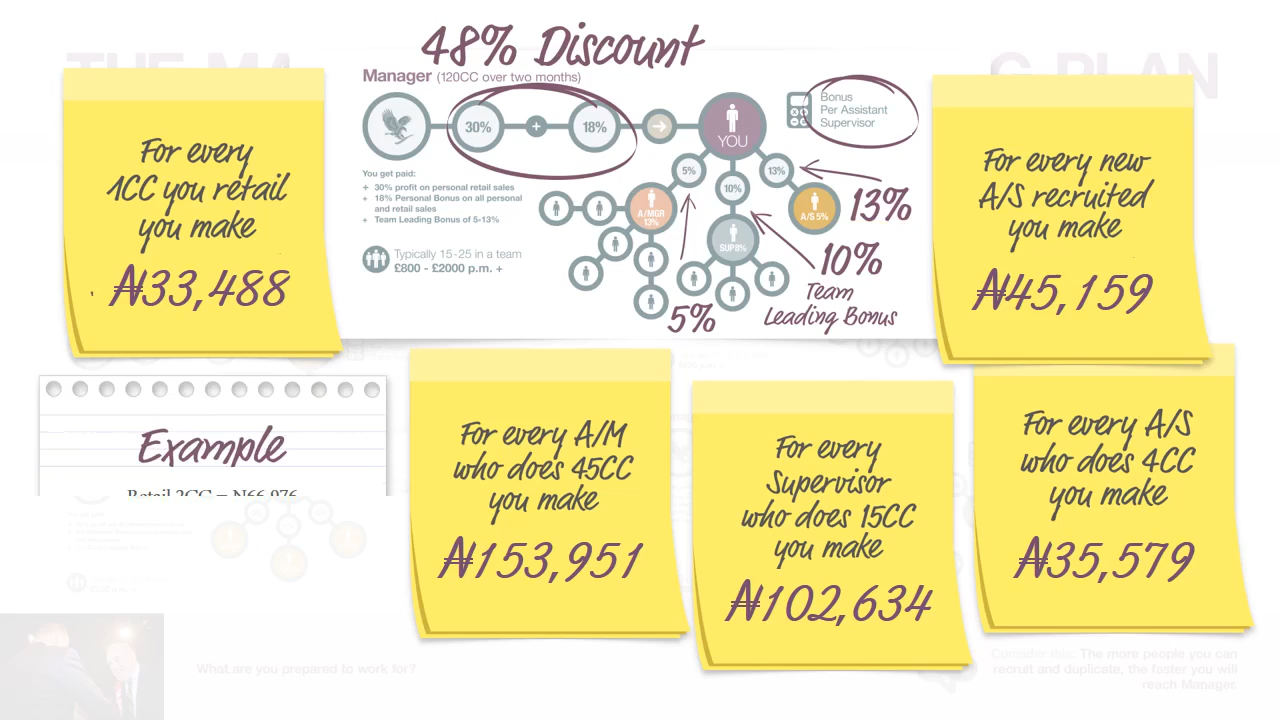 48% Discount
Manager (120CC over two months)
30%
+
18%
YOU
Bonus
Per Assistant
Supervisor
You get paid:
+ 30% profit on personal retail sales
+ 18% Personal Bonus on all personal
and retail sales
+ Team Leading Bonus of 5-13%
Typically 15-25 in a team
£800 - £2000 p.m. +
5%
10%
13%
A/MGR
13%
SUP 8%
A/S 5%
13%
10%
Team
Leading Bonus
5%
For every
1CC you retail
you make
₦33,488
For every new
A/S recruited
you make
₦45,159
Example
Retail 2CC = N66,976
For every A/M
who does 45CC
you make
₦153,951
For every
Supervisor
who does 15CC
you make
₦102,634
For every A/S
who does 4CC
you make
₦35,579
What are you prepared to work for?
Consider this: The more people you can
recruit and duplicate, the faster you will
reach Manager.